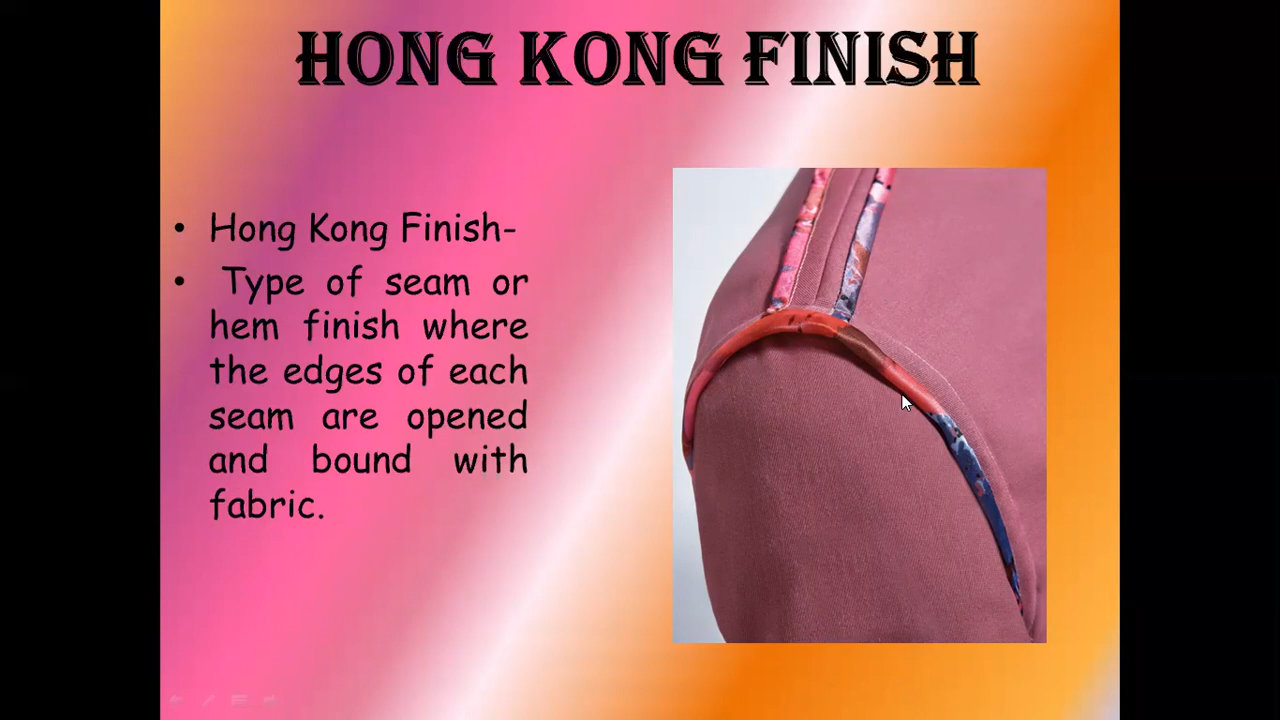 HONG KONG FINISH
• Hong Kong Finish-
• Type of seam or
hem finish where
the edges of each
seam are opened
and bound with
fabric.